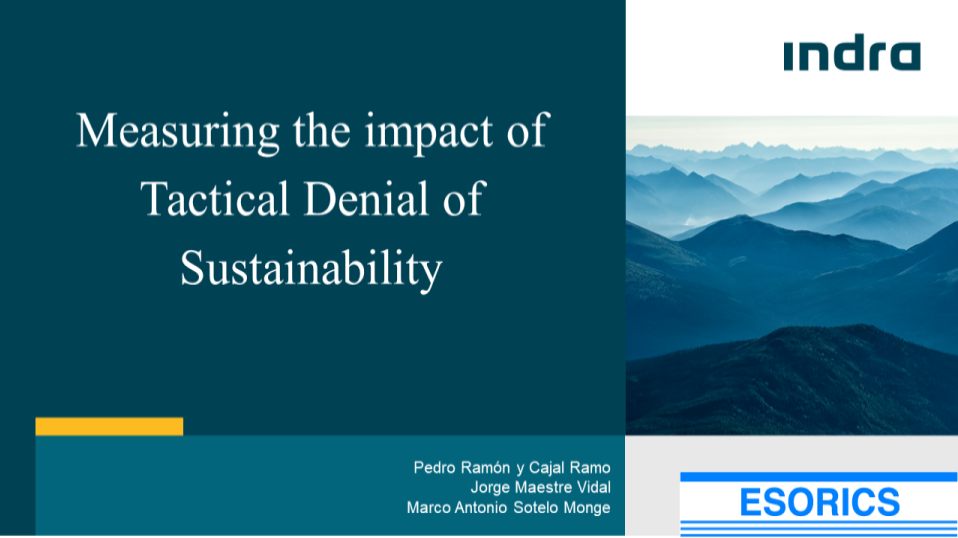 indra
Measuring the impact of
Tactical Denial of
Sustainability
Pedro Ramón y Cajal Ramo
Jorge Maestre Vidal
Marco Antonio Sotelo Monge
ESORICS